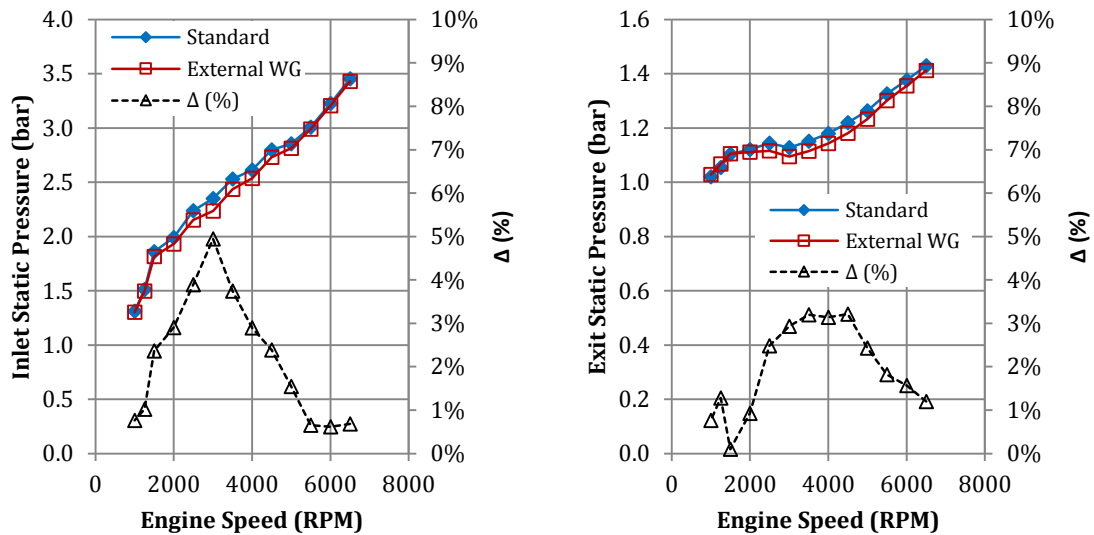 Inlet Static Pressure (bar)
4.0
3.5
3.0
2.5
2.0
1.5
1.0
0.5
0.0
Standard
External WG
Δ (%)
10%
9%
8%
7%
6%
5%
4%
3%
2%
1%
0%
Δ (%)
0 2000 4000 6000 8000
Engine Speed (RPM)
Exit Static Pressure (bar)
1.6
1.4
1.2
1.0
0.8
0.6
0.4
0.2
0.0
Standard
External WG
Δ (%)
10%
9%
8%
7%
6%
5%
4%
3%
2%
1%
0%
Δ (%)
0 2000 4000 6000 8000
Engine Speed (RPM)